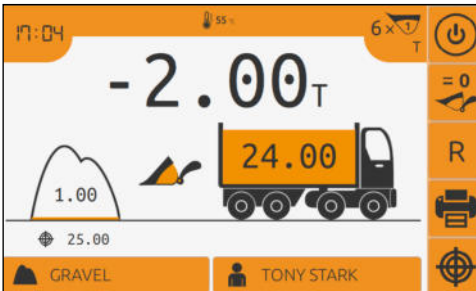 17:04
55 %
6× 1
T
-2.00T
= 0
24.00
R
1.00
25.00
GRAVEL
TONY STARK